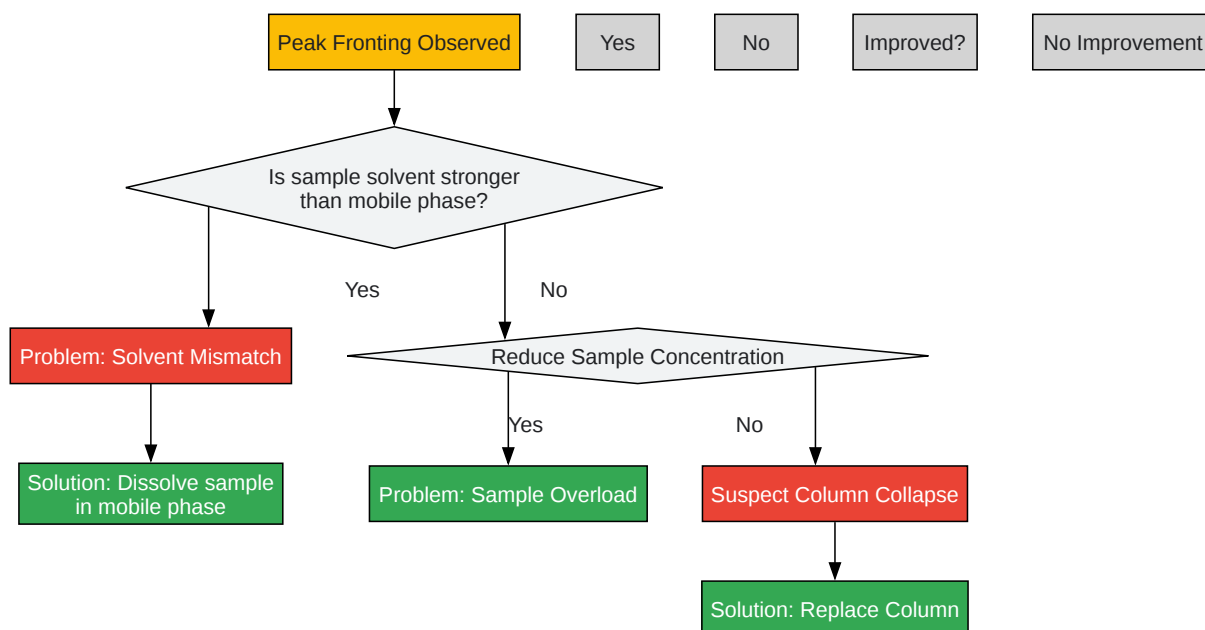 Peak Fronting Observed
Yes
No
Improved?
No Improvement
Is sample solvent stronger
than mobile phase?
Yes
No
Problem: Solvent Mismatch
Reduce Sample Concentration
Yes
No
Solution: Dissolve sample
in mobile phase
Problem: Sample Overload
Suspect Column Collapse
Solution: Replace Column